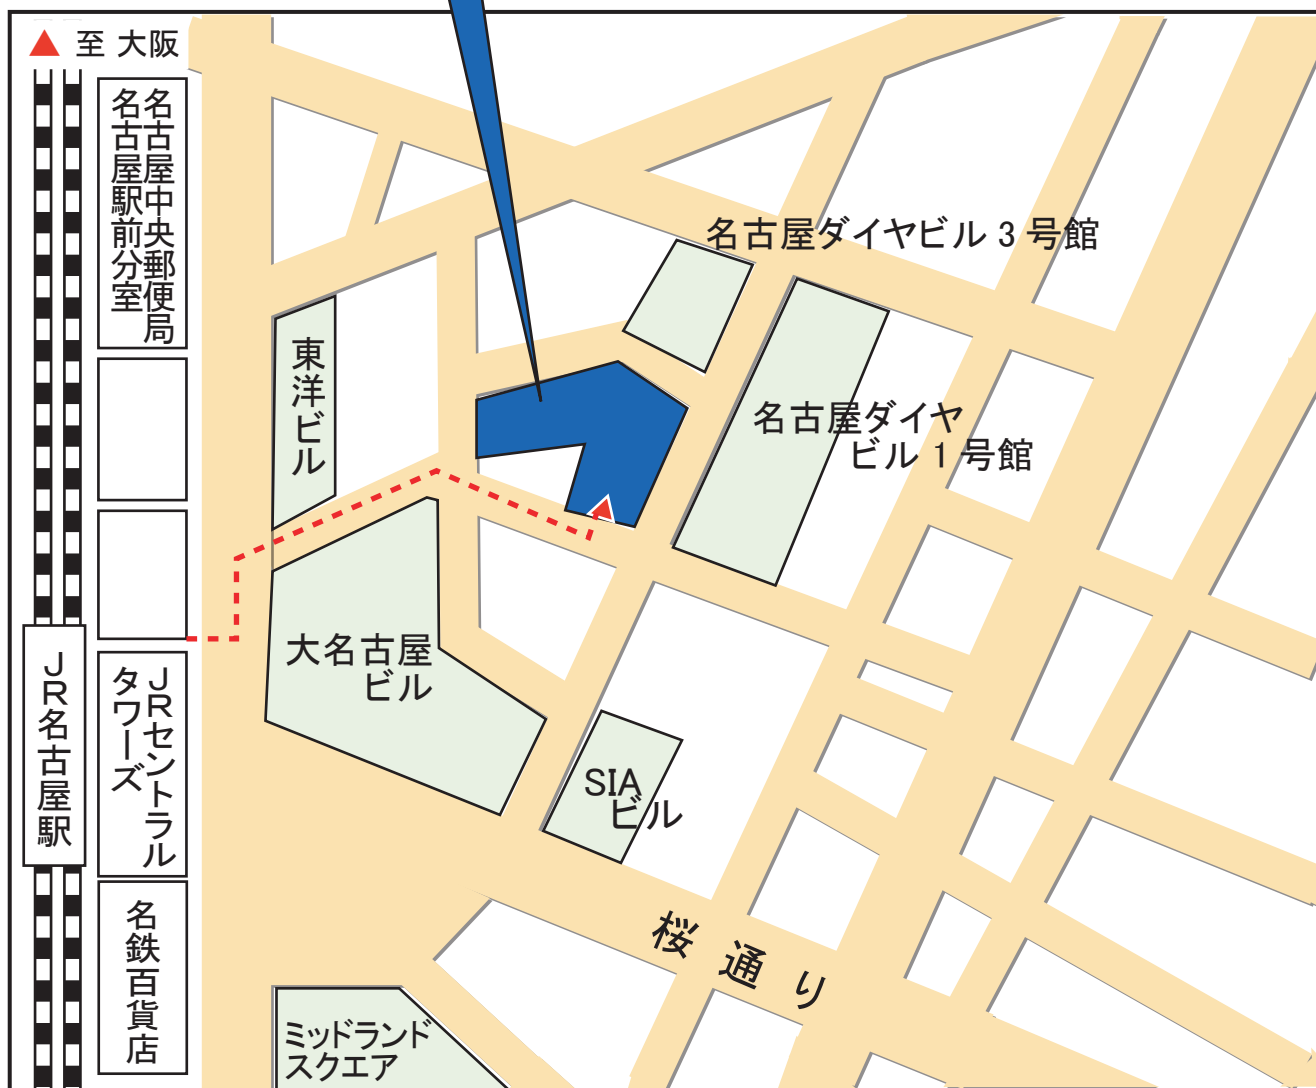 至 大阪
名古屋中央郵便局
名古屋駅前分室
名古屋ダイヤビル 3 号館
東洋ビル
名古屋ダイヤ
ビル 1 号館
大名古屋
ビル
JR名古屋駅
JRセントラル
タワーズ
SIA
ビル
名鉄百貨店
桜通り
ミッドランド
スクエア